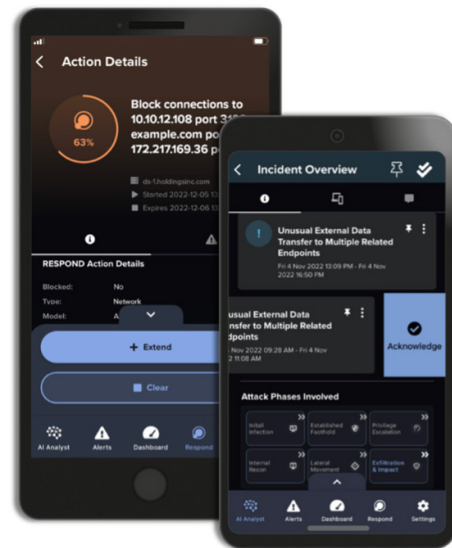 Action Details
63%
Block connections to
10.10.12.108 port
example.com po
172.217.169.36 p
ds-1.holdingsinc.com
Started 2022-12-05
Expires 2022-12-06
RESPOND Action Details
Blocked: No
Type: Network
Model: A
+ Extend
Clear
AI Analyst
Alerts
Dashboard
Respond
Incident Overview
!
Unusual External Data
Transfer to Multiple Related
Endpoints
Fri 4 Nov 2022 13:09 PM - Fri 4 Nov
2022 16:50 PM
usual External Data
nsfer to Multiple Related
dpoints
Nov 2022 09:28 AM - Fri 4 Nov
2 11:08 AM
Acknowledge
Attack Phases Involved
Initial
Infection
Established
Foothold
Privilege
Escalation
Internal
Recon
Lateral
Movement
Exfiltration
& Impact
AI Analyst
Alerts
Dashboard
Respond
Settings